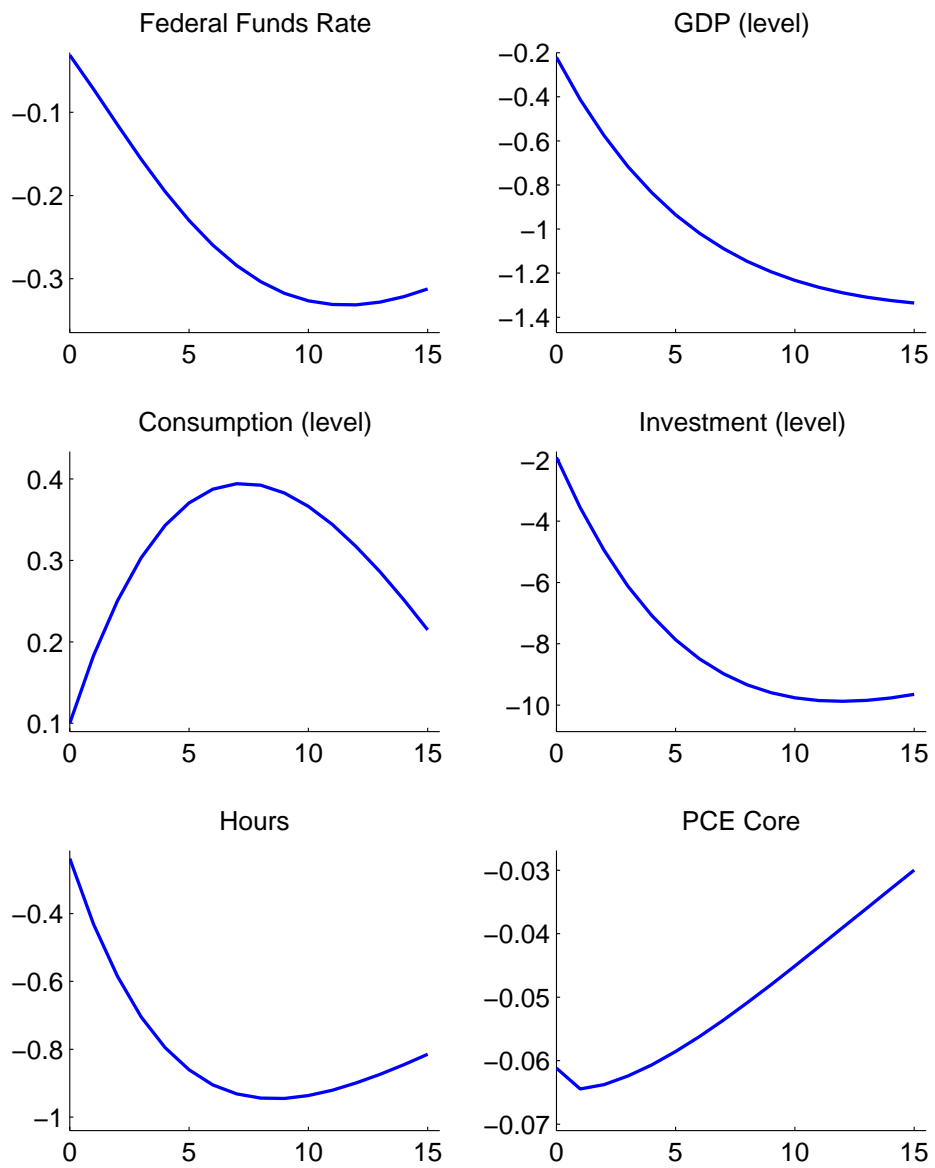 Federal Funds Rate
−0.1
−0.2
−0.3
0 5 10 15
GDP (level)
−0.2
−0.4
−0.6
−0.8
−1
−1.2
−1.4
0 5 10 15
Consumption (level)
0.4
0.3
0.2
0.1
0 5 10 15
Investment (level)
−2
−4
−6
−8
−10
0 5 10 15
Hours
−0.4
−0.6
−0.8
−1
0 5 10 15
PCE Core
−0.03
−0.04
−0.05
−0.06
−0.07
0 5 10 15